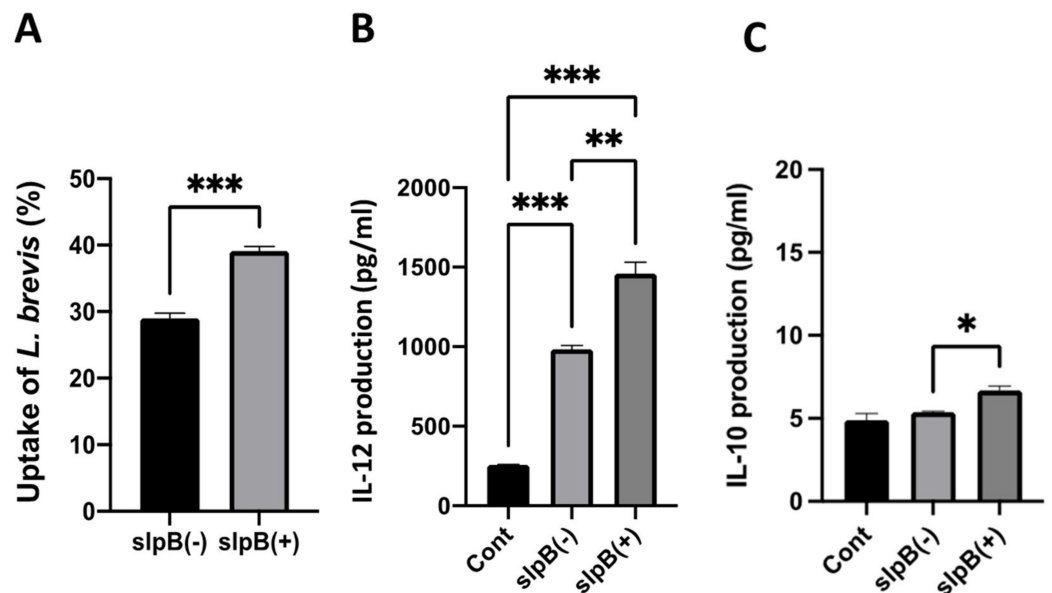 A
Uptake of L. brevis (%)
50
40
30
20
10
0
***
slpB(-) slpB(+)
B
IL-12 production (pg/ml)
2000
1500
1000
500
0
***
**
***
Cont
slpB(-)
slpB(+)
C
IL-10 production (pg/ml)
20
15
10
5
0
*
Cont
slpB(-)
slpB(+)